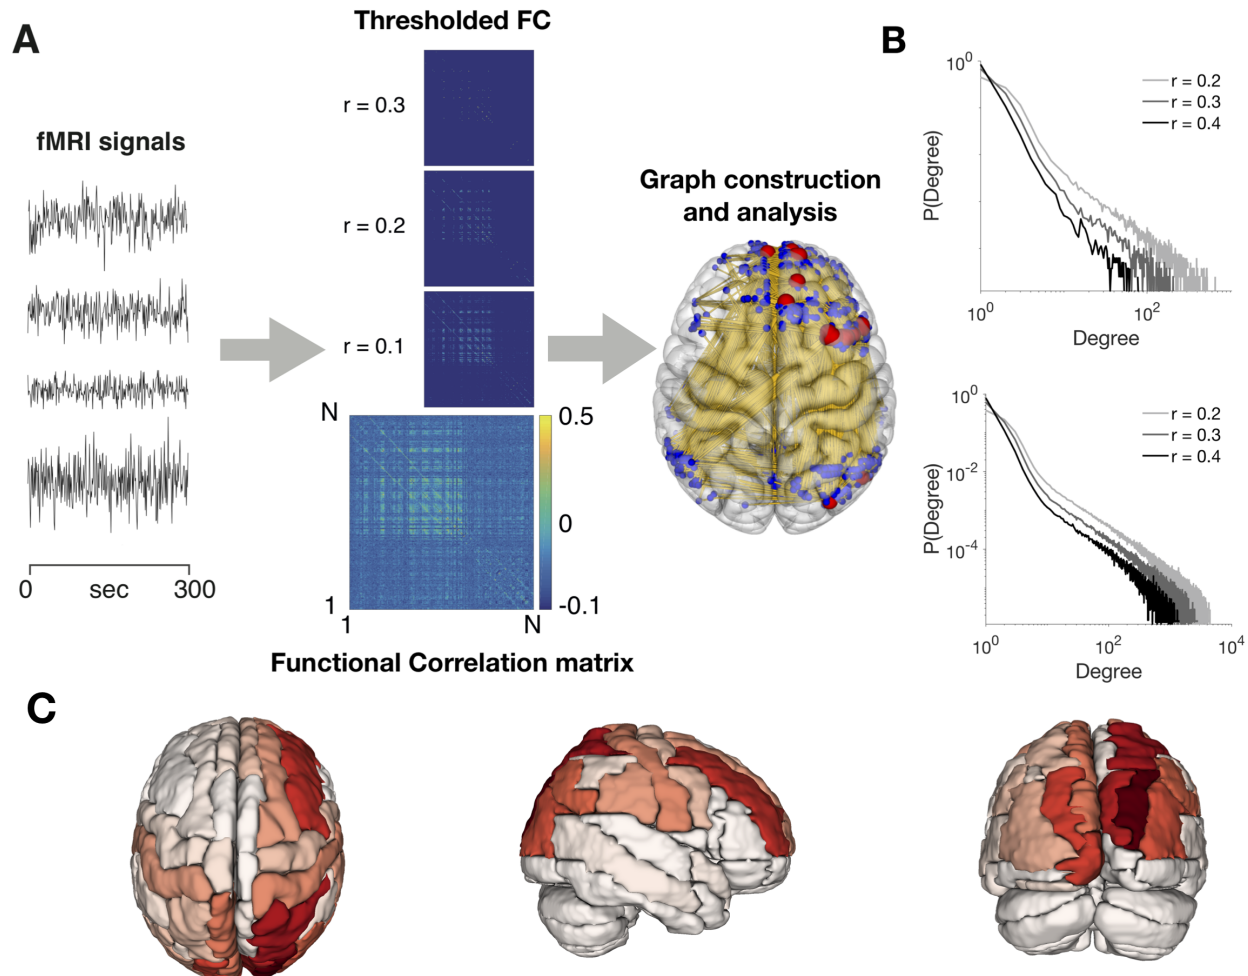 A
Thresholded FC
r = 0.3
r = 0.2
r = 0.1
fMRI signals
0 sec 300
N
1
1 N
0.5
0
-0.1
Functional Correlation matrix
Graph construction
and analysis
B
10^0
P(Degree)
r = 0.2
r = 0.3
r = 0.4
10^0 10^2
Degree
10^0
10^-2
10^-4
P(Degree)
r = 0.2
r = 0.3
r = 0.4
10^0 10^2 10^4
Degree
C